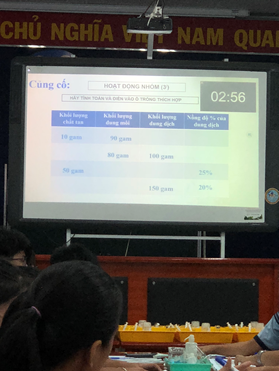 CHỦ NGHĨA VIỆT NAM QUANG
Củng cố:
HOẠT ĐỘNG NHÓM (3')
02:56
HÃY TÍNH TOÁN VÀ ĐIỀN VÀO Ô TRỐNG THÍCH HỢP
Khối lượng chất tan Khối lượng dung môi Khối lượng dung dịch Nồng độ % của dung dịch
10 gam 90 gam
80 gam 100 gam
50 gam 25%
150 gam 20%